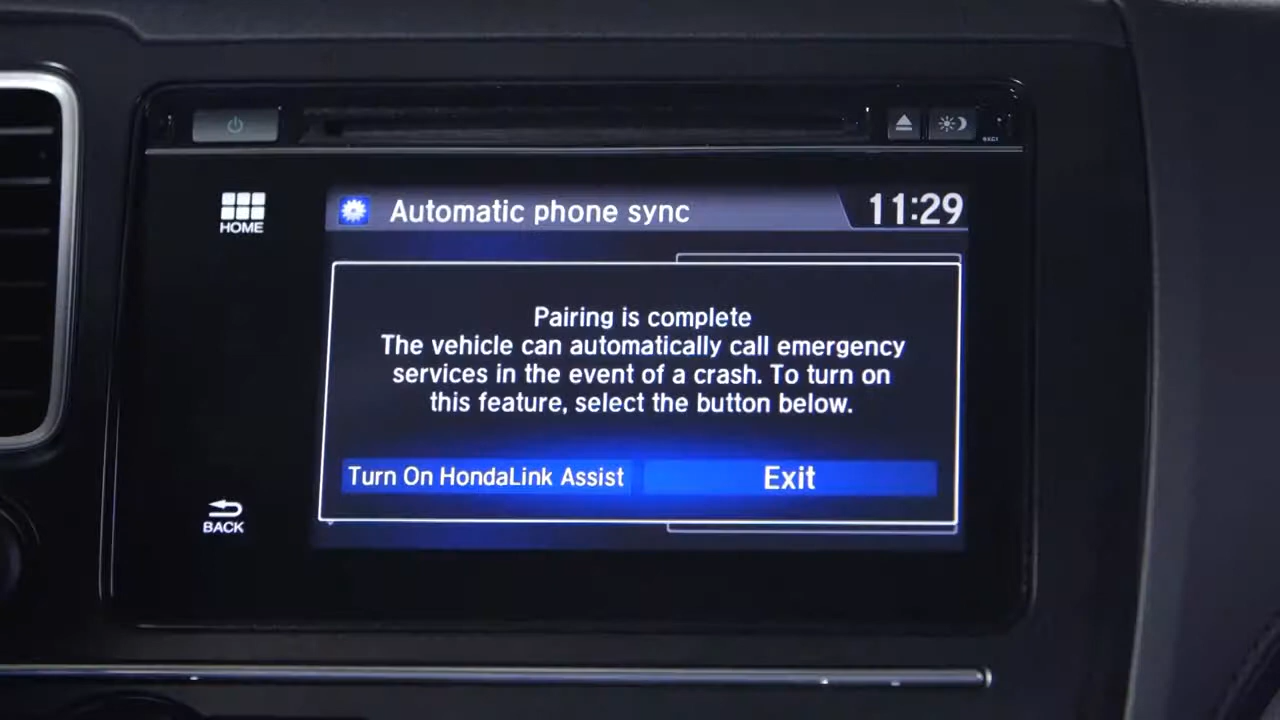 HOME
Automatic phone sync
11:29
Pairing is complete
The vehicle can automatically call emergency
services in the event of a crash. To turn on
this feature, select the button below.
Turn On HondaLink Assist
Exit
BACK